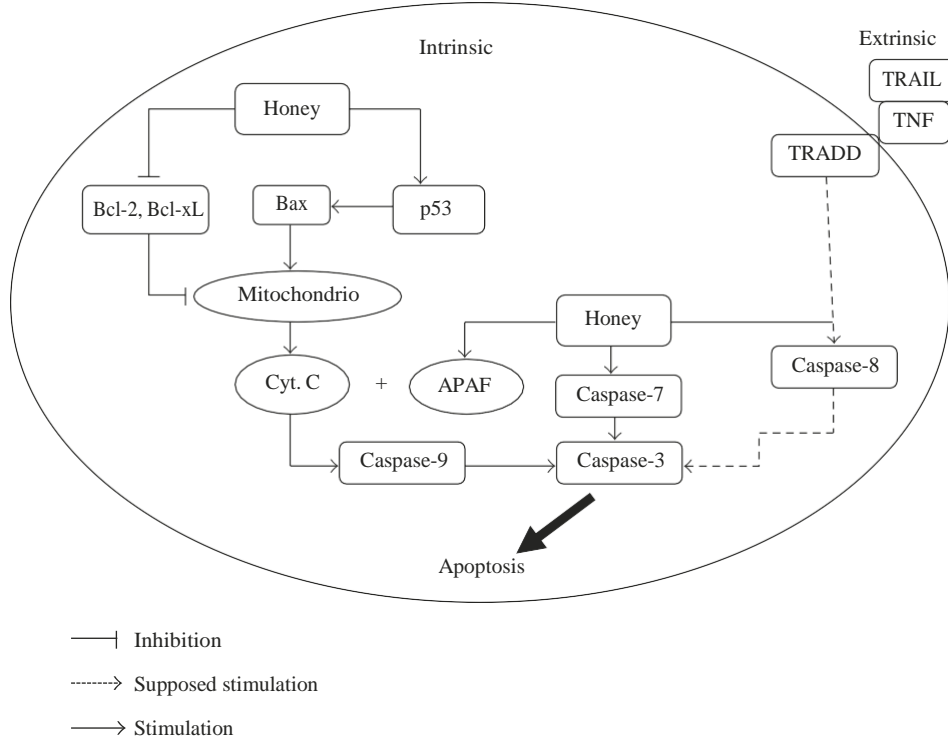 Intrinsic
Extrinsic
TRAIL
TNF
TRADD
Honey
Bcl-2, Bcl-xL
Bax
p53
Mitochondrio
Honey
Caspase-8
Cyt. C
+
APAF
Caspase-7
Caspase-9
Caspase-3
Apoptosis
Inhibition
Supposed stimulation
Stimulation